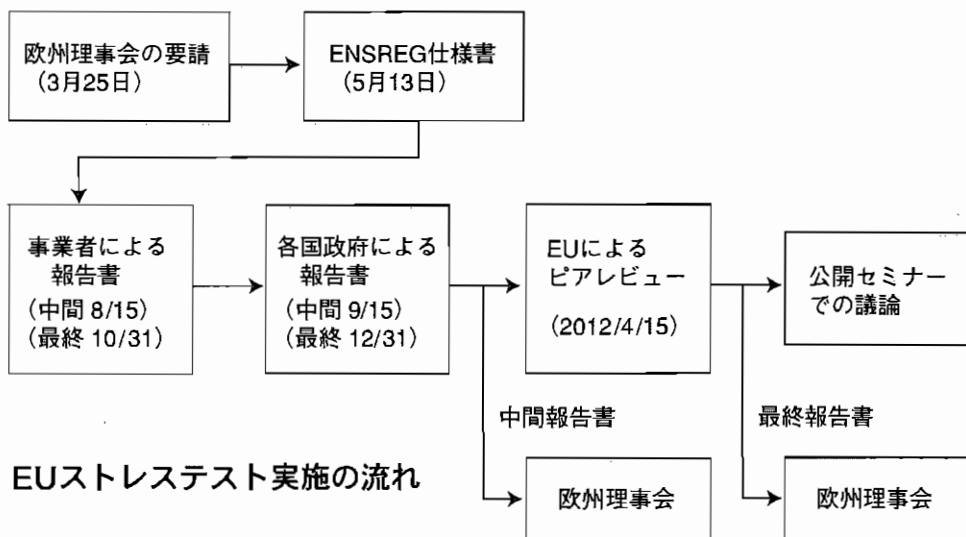 欧州理事会の要請
（3月25日）
ENSREG仕様書
（5月13日）
事業者による
報告書
（中間 8/15）
（最終 10/31）
各国政府による
報告書
（中間 9/15）
（最終 12/31）
EUによる
ピアレビュー
（2012/4/15）
公開セミナー
での議論
中間報告書
最終報告書
EUストレステスト実施の流れ
欧州理事会
欧州理事会